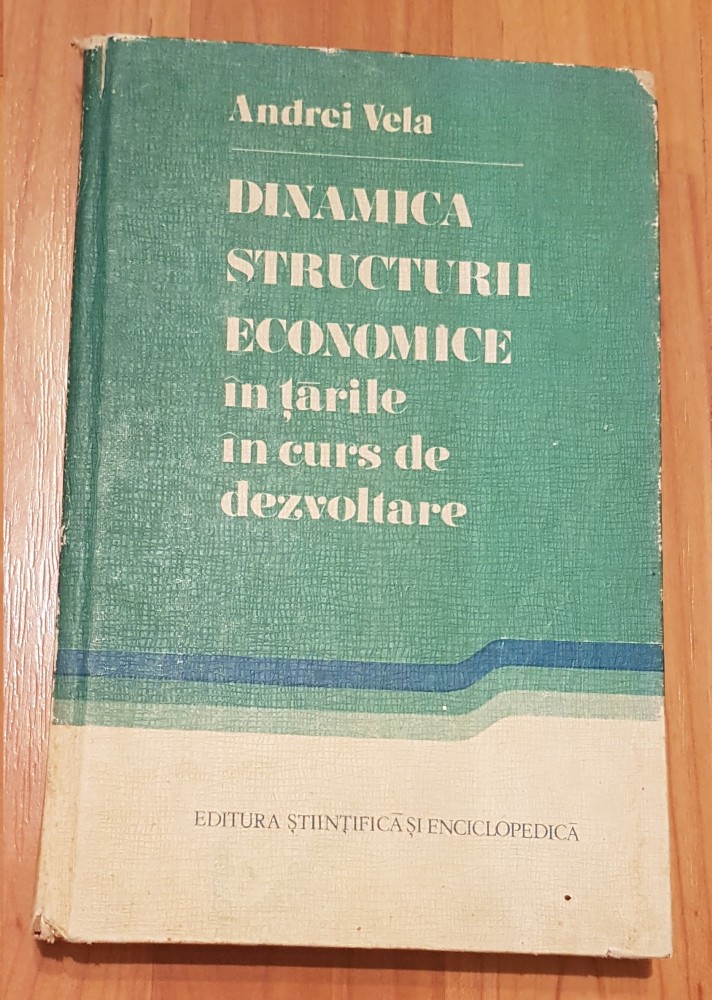 Andrei Vela
DINAMICA
STRUCTURII
ECONOMICE
în țările
în curs de
dezvoltare
EDITURA ȘTIINȚIFICĂ ȘI ENCICLOPEDICĂ